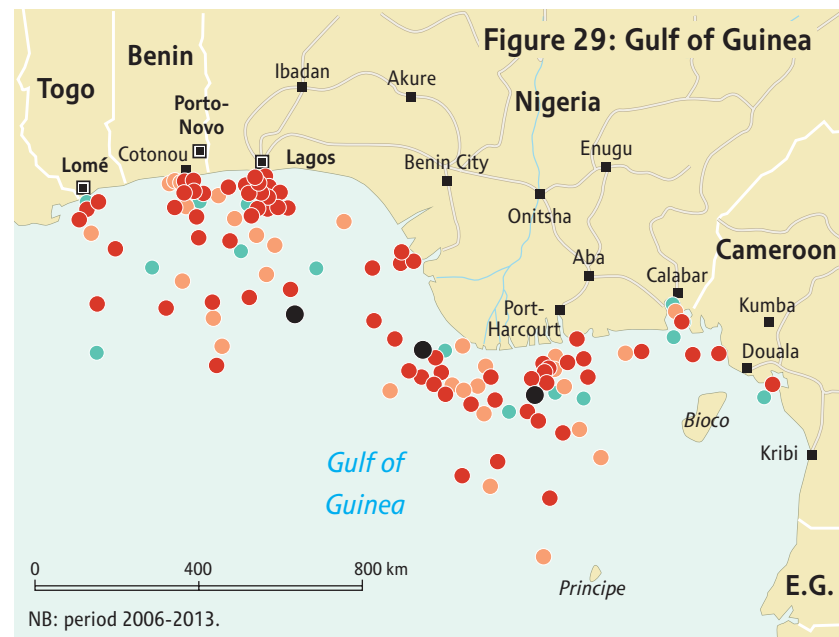 Figure 29: Gulf of Guinea
Benin
Togo
Ibadan
Akure
Nigeria
Porto-
Novo
Cotonou
Lomé
Lagos
Benin City
Enugu
Onitsha
Cameroon
Aba
Calabar
Port-
Harcourt
Kumba
Douala
Bioco
Kribi
Gulf of
Guinea
0 400 800 km
Principe
E.G.
NB: period 2006-2013.